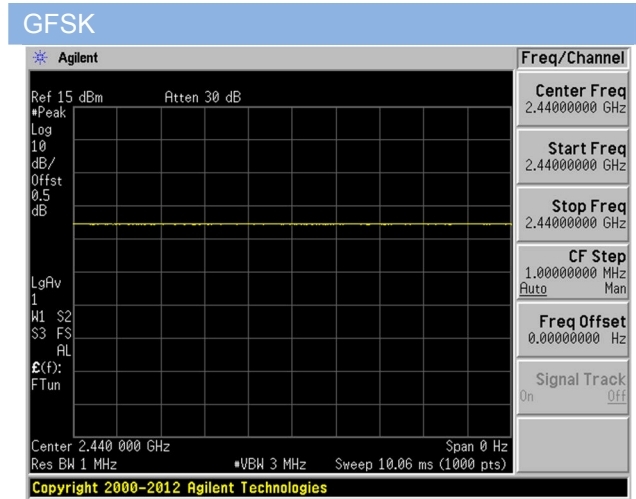 GFSK
Agilent
Freq/Channel
Ref 15 dBm Atten 30 dB
#Peak
Log
10
dB/
Offst
0.5
dB
LgAv
1
W1 S2
S3 FS
AL
£(f):
FTun
Center 2.440 000 GHz Span 0 Hz
Res BW 1 MHz #VBW 3 MHz Sweep 10.06 ms (1000 pts)
Copyright 2000-2012 Agilent Technologies
Center Freq
2.44000000 GHz
Start Freq
2.44000000 GHz
Stop Freq
2.44000000 GHz
CF Step
1.00000000 MHz
Auto Man
Freq Offset
0.00000000 Hz
Signal Track
On Off